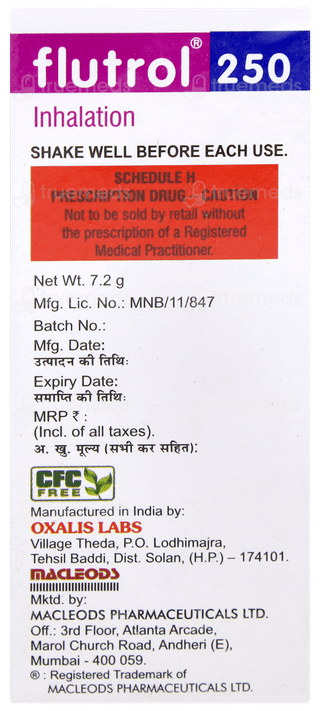 flutrol® 250
Inhalation
SHAKE WELL BEFORE EACH USE.
SCHEDULE H
PRESCRIPTION DRUG – CAUTION
Not to be sold by retail without
the prescription of a Registered
Medical Practitioner.
Net Wt. 7.2 g
Mfg. Lic. No.: MNB/11/847
Batch No.:
Mfg. Date:
उत्पादन की तिथि:
Expiry Date:
समाप्ति की तिथि:
MRP ₹ :
(Incl. of all taxes).
अ. खु. मूल्य (सभी कर सहित):
CFC
FREE
Manufactured in India by:
OXALIS LABS
Village Theda, P.O. Lodhimajra,
Tehsil Baddi, Dist. Solan, (H.P.) – 174101.
MACLEODS
Mktd. by:
MACLEODS PHARMACEUTICALS LTD.
Off.: 3rd Floor, Atlanta Arcade,
Marol Church Road, Andheri (E),
Mumbai - 400 059.
® : Registered Trademark of
MACLEODS PHARMACEUTICALS LTD.